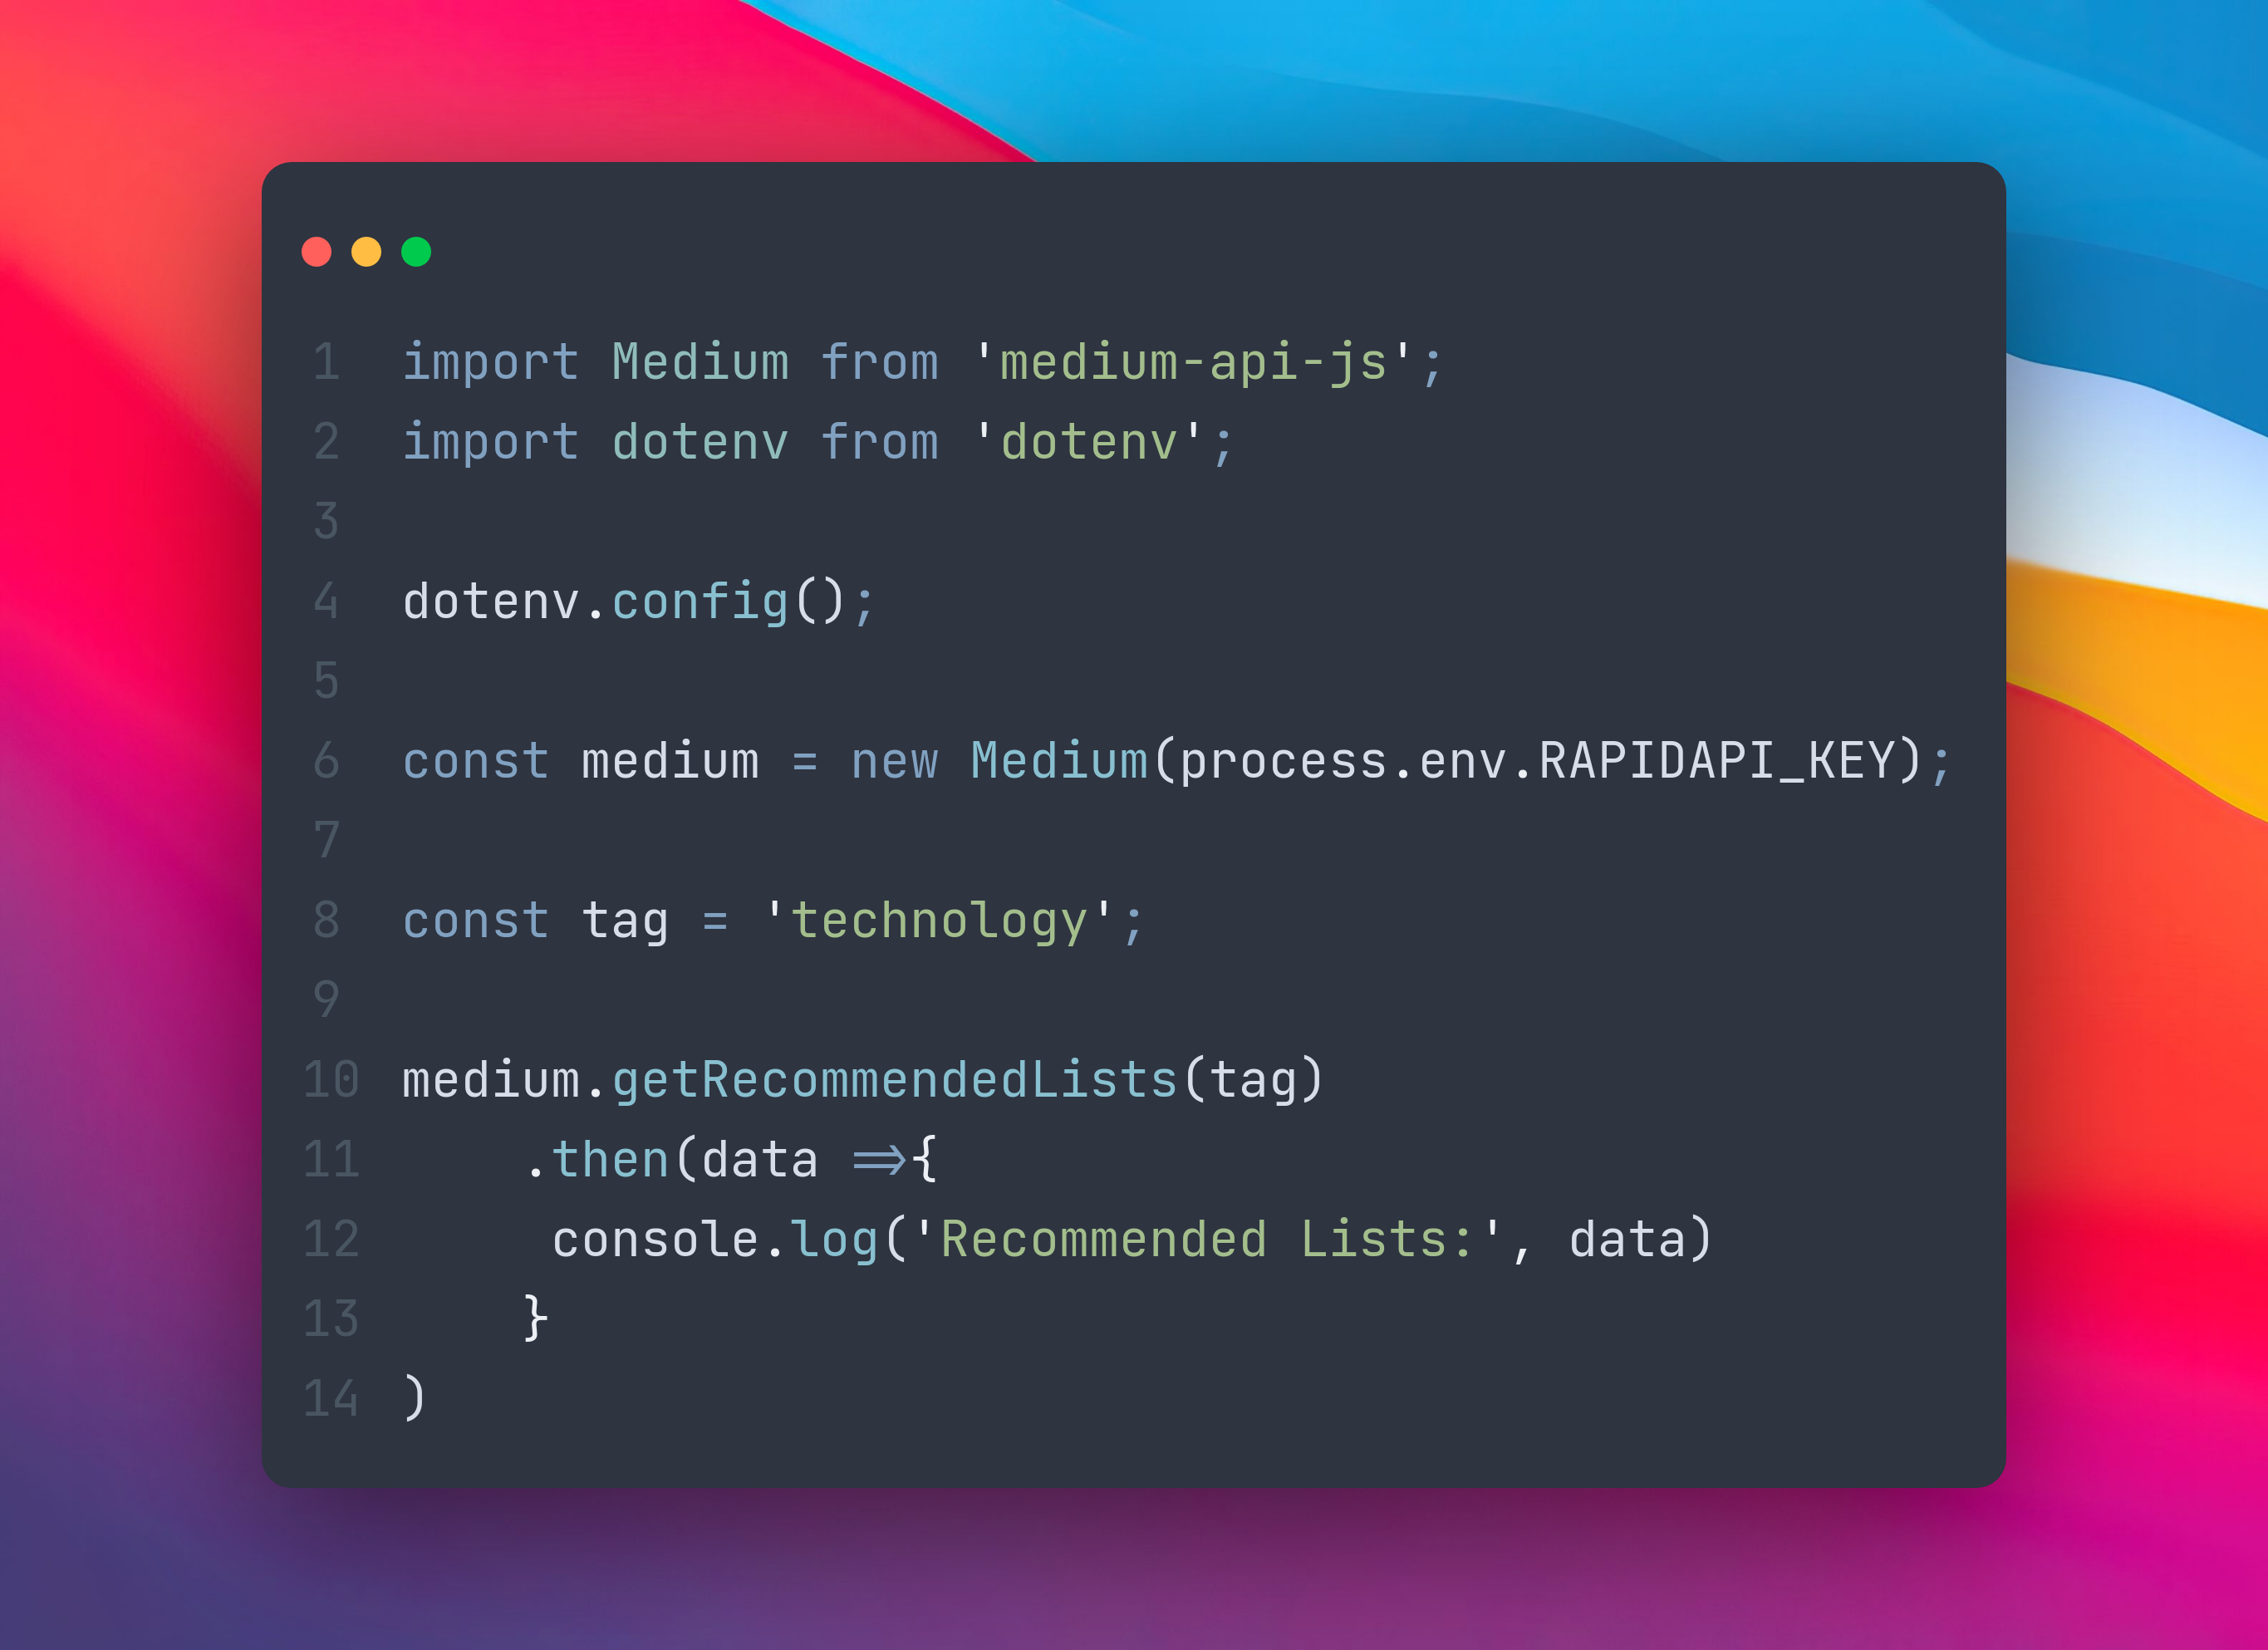 1 import Medium from 'medium-api-js';
2 import dotenv from 'dotenv';
3
4 dotenv.config();
5
6 const medium = new Medium(process.env.RAPIDAPI_KEY);
7
8 const tag = 'technology';
9
10 medium.getRecommendedLists(tag)
11     .then(data =>{
12      console.log('Recommended Lists:', data)
13     }
14 )